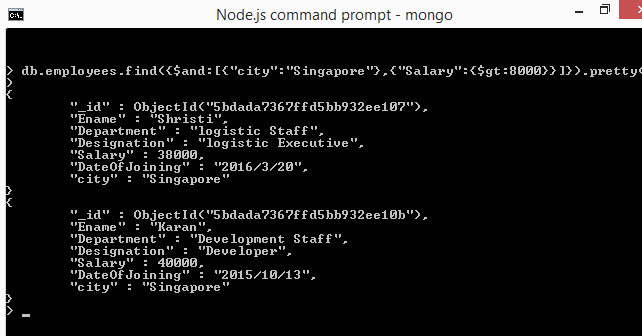 Node.js command prompt - mongo
> db.employees.find({$and:[{"city":"Singapore"},{"Salary":{$gt:8000}}]}).pretty(
)
{
"_id" : ObjectId("5bdada7367ffd5bb932ee107"),
"Ename" : "Shristi",
"Department" : "logistic Staff",
"Designation" : "logistic Executive",
"Salary" : 38000,
"DateOfJoining" : "2016/3/20",
"city" : "Singapore"
}
{
"_id" : ObjectId("5bdada7367ffd5bb932ee10b"),
"Ename" : "Karan",
"Department" : "Development Staff",
"Designation" : "Developer",
"Salary" : 40000,
"DateOfJoining" : "2015/10/13",
"city" : "Singapore"
}
> _